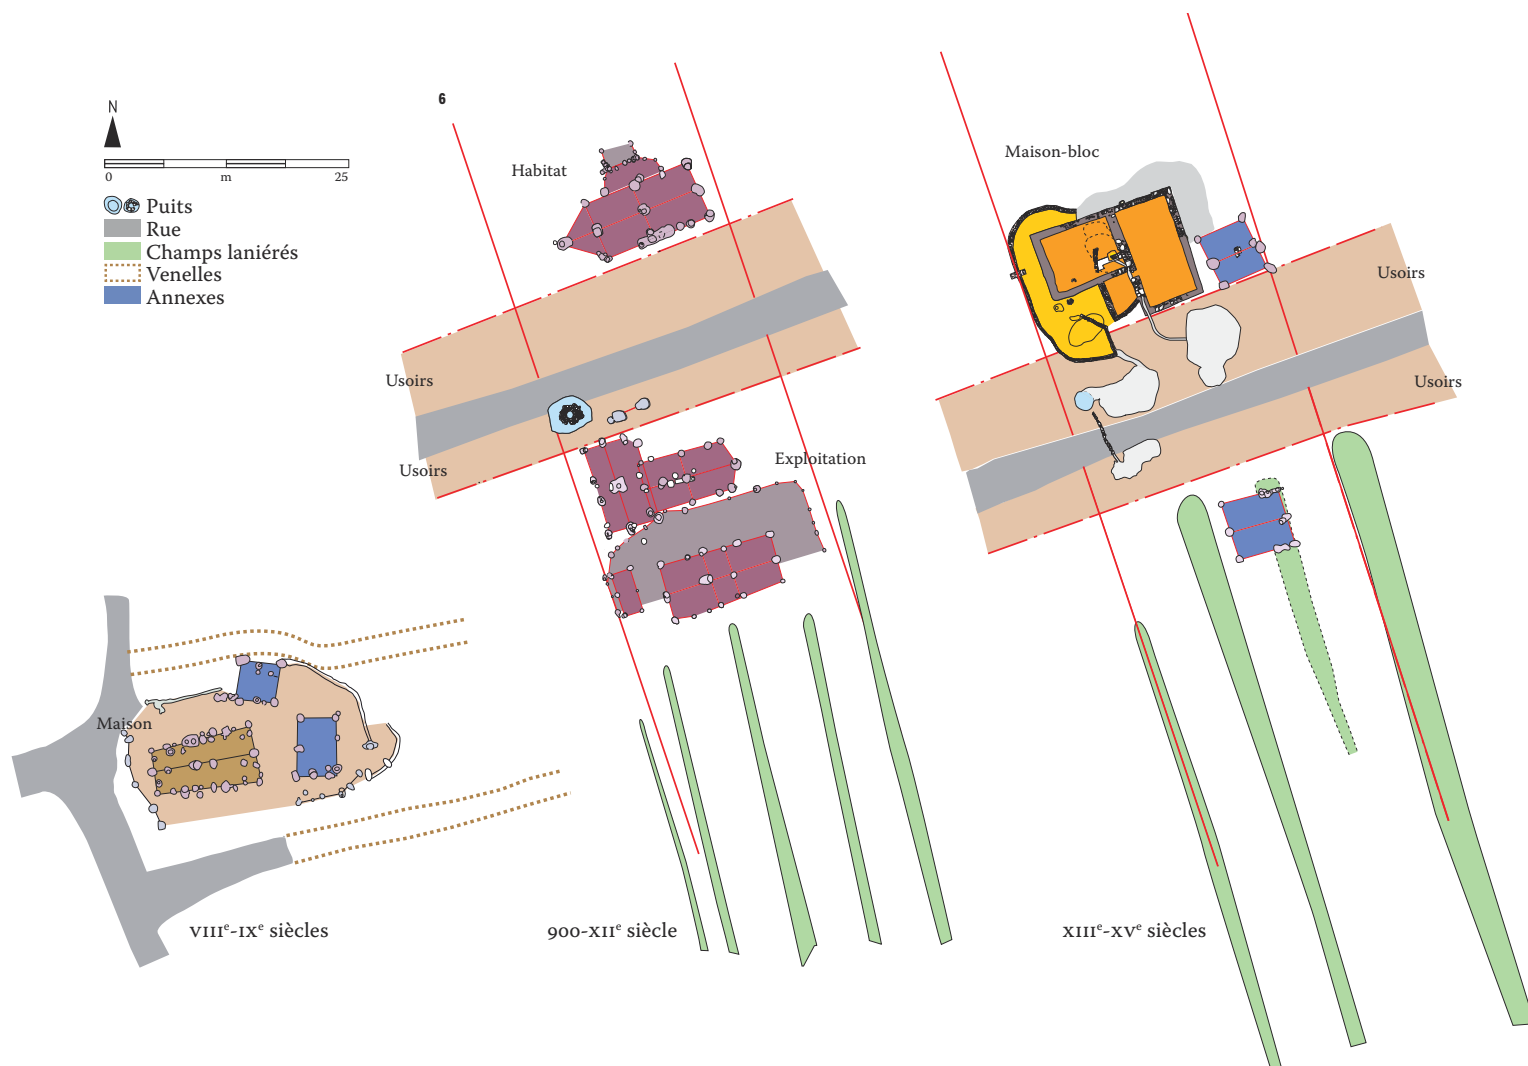 6
N
0 m 25
Puits
Rue
Champs laniérés
Venelles
Annexes
Maison
VIIIe-IXe siècles
Habitat
Usoirs
Usoirs
Exploitation
900-XIIe siècle
Maison-bloc
Usoirs
Usoirs
XIIIe-XVe siècles